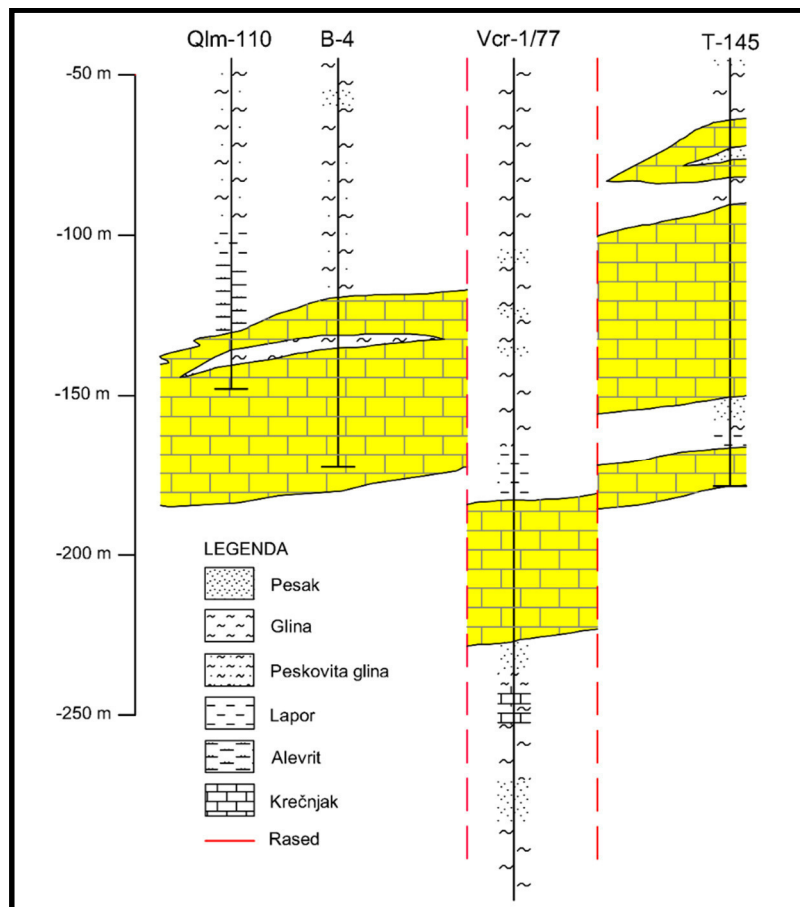 Qlm-110 B-4 Vcr-1/77 T-145
-50 m
-100 m
-150 m
-200 m
-250 m
LEGENDA
Pesak
Glina
Peskovita glina
Lapor
Alevrit
Krečnjak
Rased